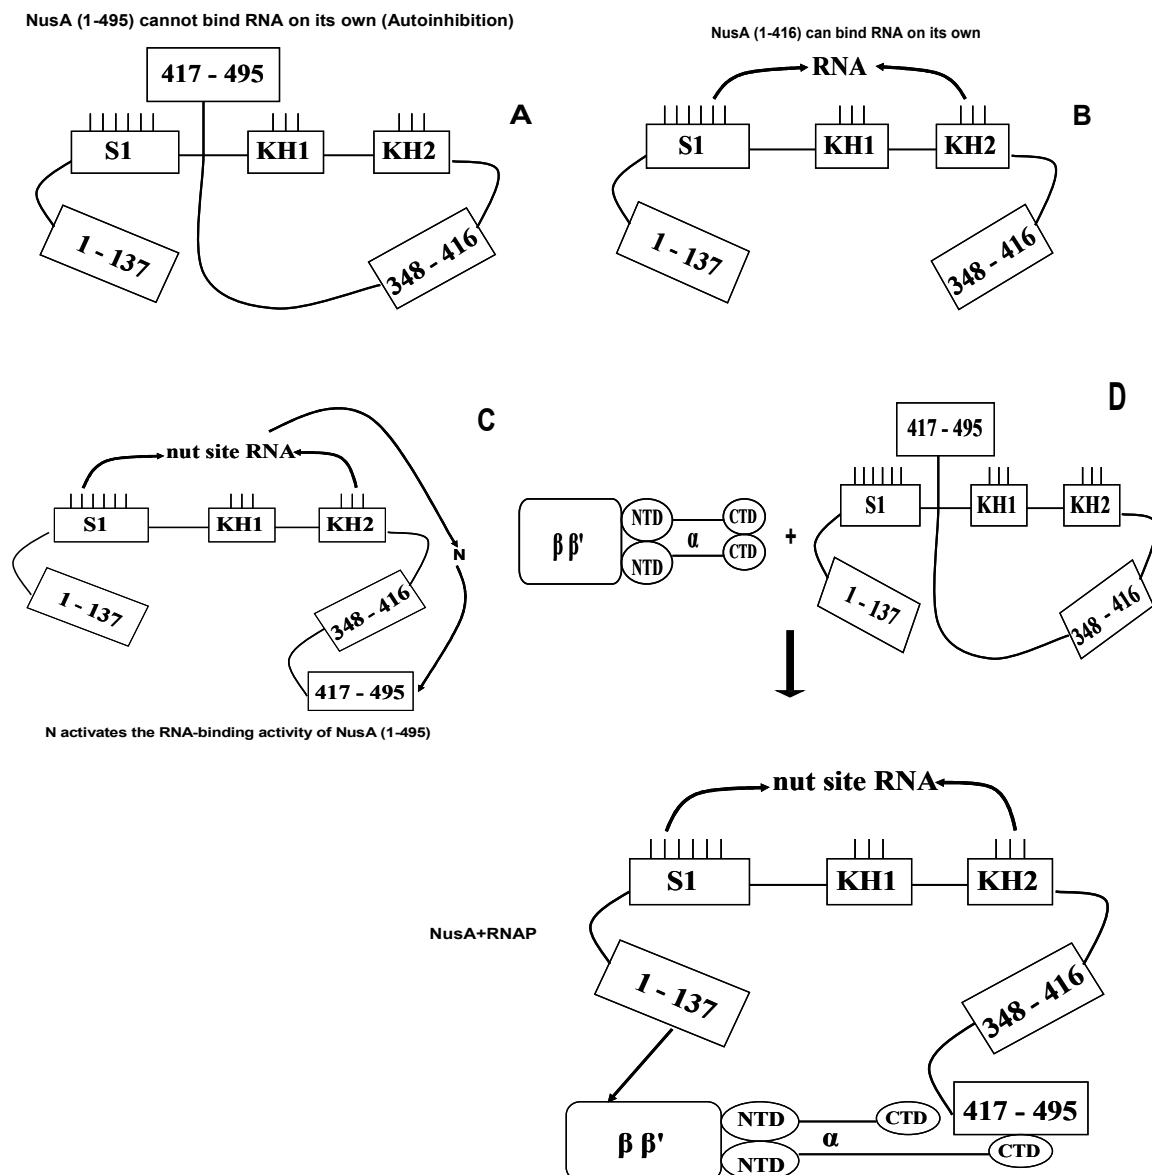 NusA (1-495) cannot bind RNA on its own (Autoinhibition)
417 - 495
A
S1
KH1
KH2
1 - 137
348 - 416
NusA (1-416) can bind RNA on its own
RNA
B
S1
KH1
KH2
1 - 137
348 - 416
C
nut site RNA
S1
KH1
KH2
N
1 - 137
348 - 416
417 - 495
N activates the RNA-binding activity of NusA (1-495)
D
417 - 495
S1
KH1
KH2
β β'
NTD
CTD
α
NTD
CTD
+
1 - 137
348 - 416
nut site RNA
S1
KH1
KH2
NusA+RNAP
1 - 137
348 - 416
β β'
NTD
CTD
417 - 495
α
NTD
CTD